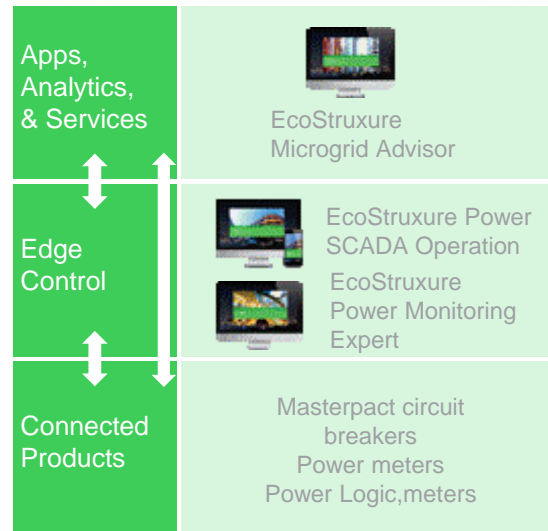 Apps,
Analytics,
& Services
EcoStruxure
Microgrid Advisor
Edge
Control
EcoStruxure Power
SCADA Operation
EcoStruxure
Power Monitoring
Expert
Connected
Products
Masterpact circuit
breakers
Power meters
Power Logic,meters